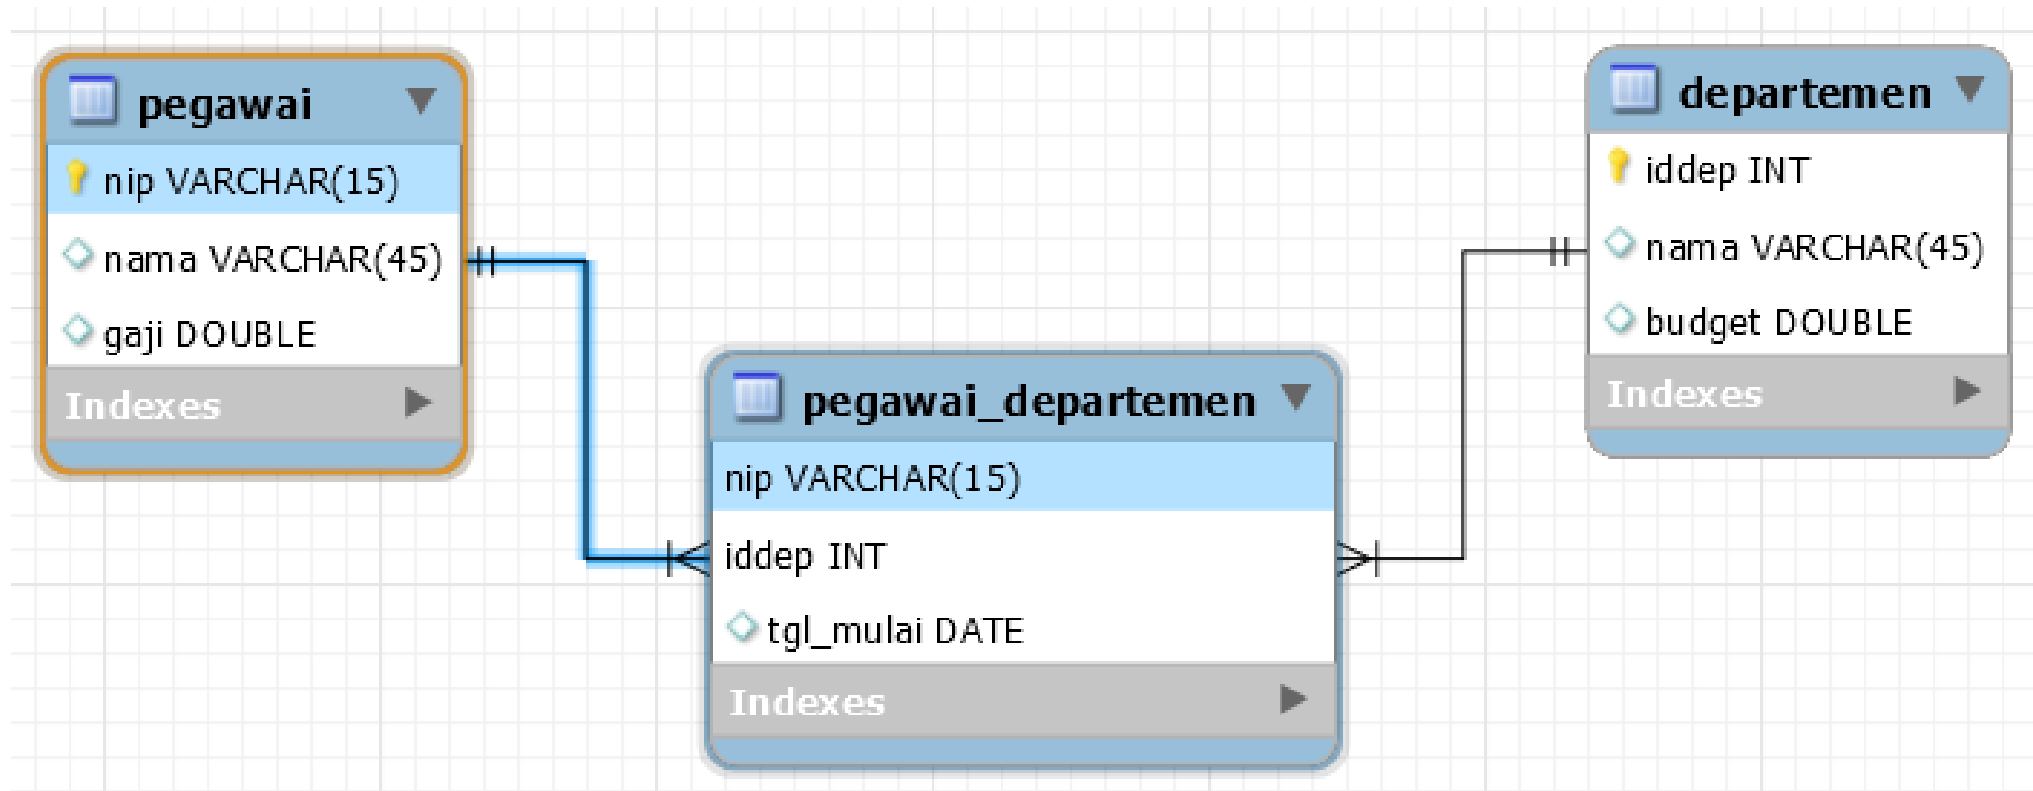 pegawai
nip VARCHAR(15)
nama VARCHAR(45)
gaji DOUBLE
Indexes
pegawai_departemen
nip VARCHAR(15)
iddep INT
tgl_mulai DATE
Indexes
departemen
iddep INT
nama VARCHAR(45)
budget DOUBLE
Indexes